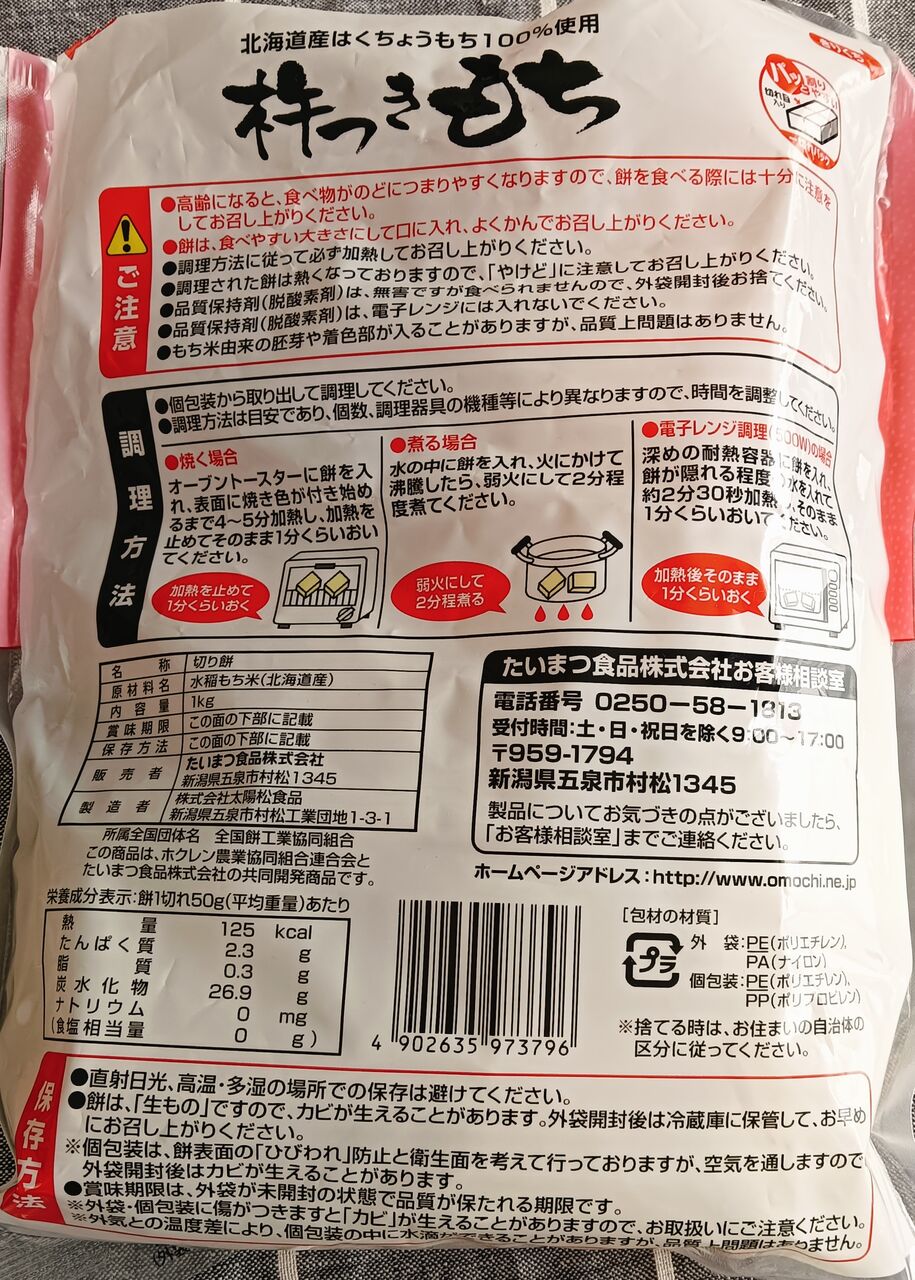 北海道産はくちょうもち100%使用
杵つきもち
きりくち
パッ
切れ目
入り
ご注意
●高齢になると、食べ物がのどにつまりやすくなりますので、餅を食べる際には十分に注意を
してお召し上がりください。
●餅は、食べやすい大きさにして口に入れ、よくかんでお召し上がりください。
●調理方法に従って必ず加熱してお召し上がりください。
●調理された餅は熱くなっておりますので、「やけど」に注意してお召し上がりください。
●品質保持剤(脱酸素剤)は、無害ですが食べられませんので、外袋開封後お捨てください。
●品質保持剤(脱酸素剤)は、電子レンジには入れないでください。
●もち米由来の胚芽や着色部が入ることがありますが、品質上問題はありません。
調理方法
●個包装から取り出して調理してください。
●調理方法は目安であり、個数、調理器具の機種等により異なりますので、時間を調整してください。
●焼く場合
オーブントースターに餅を入
れ、表面に焼き色が付き始め
るまで4~5分加熱し、加熱を
止めてそのまま1分くらいおい
てください。
加熱を止めて
1分くらいおく
●煮る場合
水の中に餅を入れ、火にかけて
沸騰したら、弱火にして2分程
度煮てください。
弱火にして
2分程煮る
●電子レンジ調理(500W)の場合
深めの耐熱容器に餅を入れ、
餅が隠れる程度の水を入れて
約2分30秒加熱し、そのまま
1分くらいおいてください。
加熱後そのまま
1分くらいおく
名称 切り餅
原材料名 水稲もち米(北海道産)
内容量 1kg
賞味期限 この面の下部に記載
保存方法 この面の下部に記載
販売者 たいまつ食品株式会社
新潟県五泉市村松1345
製造者 株式会社太陽松食品
新潟県五泉市村松工業団地1-3-1
所属全国団体名 全国餅工業協同組合
この商品は、ホクレン農業協同組合連合会と
たいまつ食品株式会社の共同開発商品です。
たいまつ食品株式会社お客様相談室
電話番号 0250-58-1813
受付時間:土・日・祝日を除く9:00~17:00
〒959-1794
新潟県五泉市村松1345
製品についてお気づきの点がございましたら、
「お客様相談室」までご連絡ください。
ホームページアドレス:http://www.omochi.ne.jp
栄養成分表示:餅1切れ50g(平均重量)あたり
熱量 125 kcal
たんぱく質 2.3 g
脂質 0.3 g
炭水化物 26.9 g
ナトリウム 0 mg
(食塩相当量 0 g)
4 902635 973796
[包材の材質]
プラ
外袋:PE(ポリエチレン)、
PA(ナイロン)
個包装:PE(ポリエチレン)、
PP(ポリプロピレン)
※捨てる時は、お住まいの自治体の
区分に従ってください。
保存方法
●直射日光、高温・多湿の場所での保存は避けてください。
●餅は、「生もの」ですので、カビが生えることがあります。外袋開封後は冷蔵庫に保管して、お早め
にお召し上がりください。
※個包装は、餅表面の「ひびわれ」防止と衛生面を考えて行っておりますが、空気を通しますので
外袋開封後はカビが生えることがあります。
●賞味期限は、外袋が未開封の状態で品質が保たれる期限です。
※外袋・個包装に傷がつきますと「カビ」が生えることがありますので、お取扱いにご注意ください。
※外気との温度差により、個包装の中に水滴ができることがありますが、品質上問題はありません。